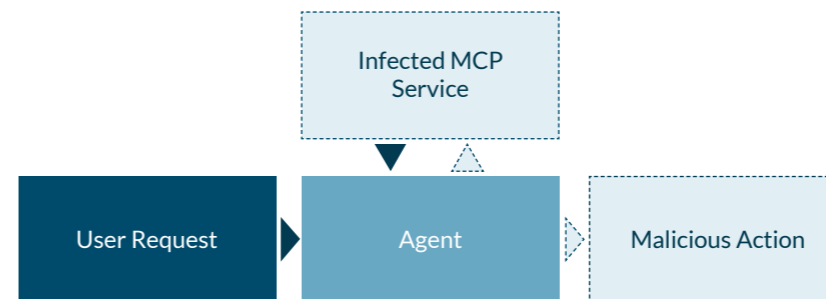 Infected MCP
Service
User Request
Agent
Malicious Action